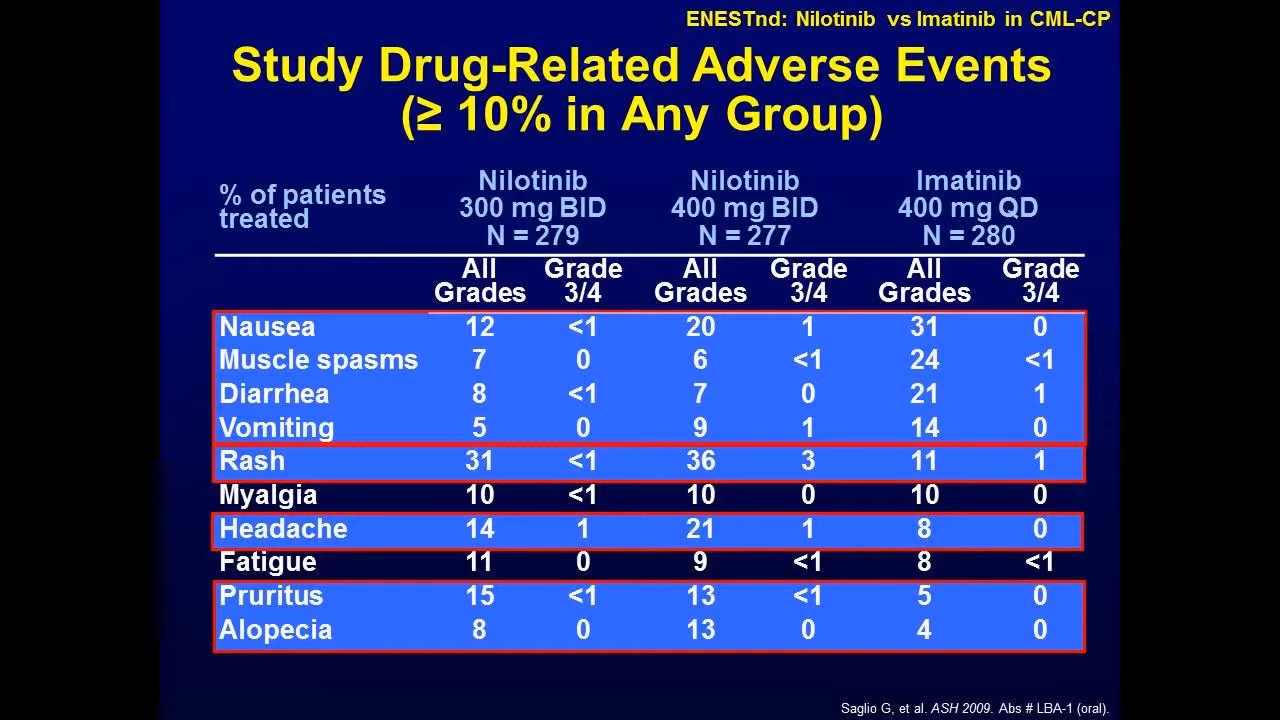 ENESTnd: Nilotinib vs Imatinib in CML-CP
Study Drug-Related Adverse Events
(≥ 10% in Any Group)
% of patients treated Nilotinib 300 mg BID N = 279 Nilotinib 400 mg BID N = 277 Imatinib 400 mg QD N = 280
All Grades Grade 3/4 All Grades Grade 3/4 All Grades Grade 3/4
Nausea 12 <1 20 1 31 0
Muscle spasms 7 0 6 <1 24 <1
Diarrhea 8 <1 7 0 21 1
Vomiting 5 0 9 1 14 0
Rash 31 <1 36 3 11 1
Myalgia 10 <1 10 0 10 0
Headache 14 1 21 1 8 0
Fatigue 11 0 9 <1 8 <1
Pruritus 15 <1 13 <1 5 0
Alopecia 8 0 13 0 4 0
Saglio G, et al. ASH 2009. Abs # LBA-1 (oral).